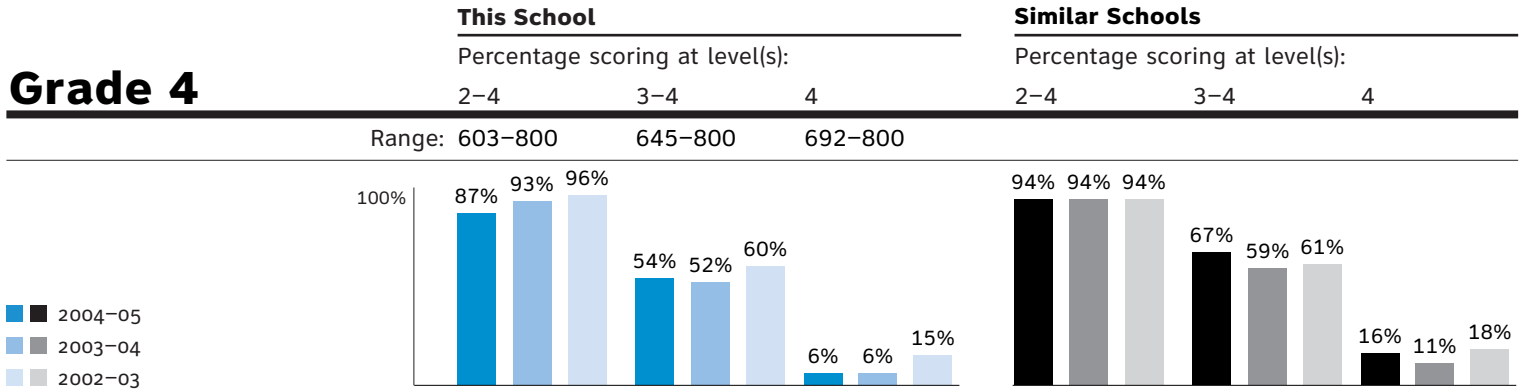 This School Similar Schools
Percentage scoring at level(s): Percentage scoring at level(s):
Grade 4 2–4 3–4 4 2–4 3–4 4
Range: 603–800 645–800 692–800
100% 87% 93% 96% 54% 52% 60% 6% 6% 15% 94% 94% 94% 67% 59% 61% 16% 11% 18%
2004–05
2003–04
2002–03